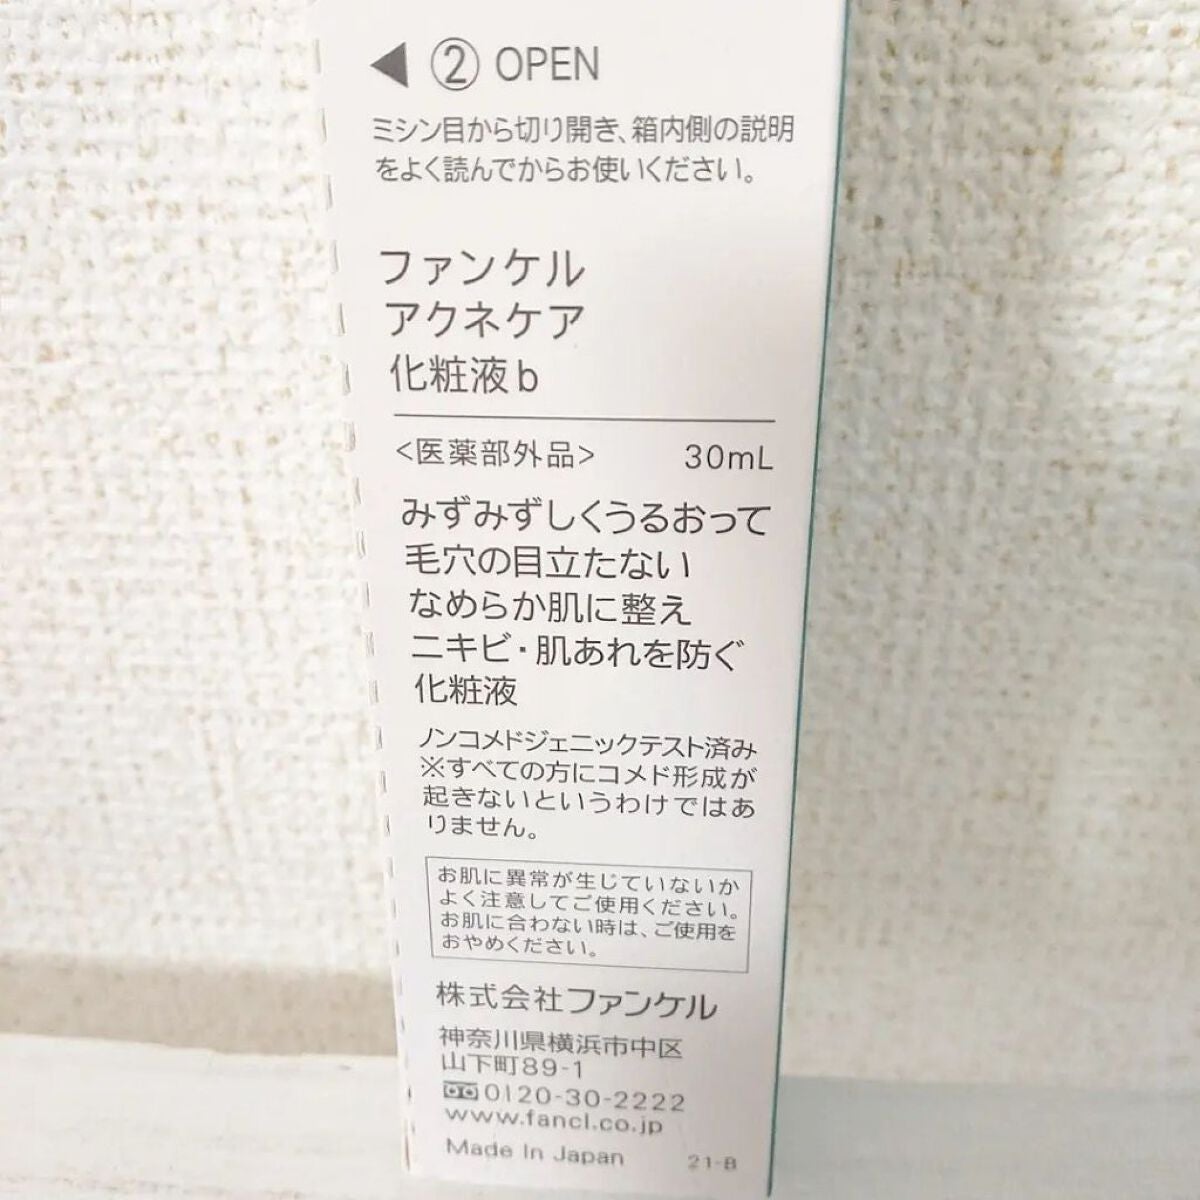 ◀ ② OPEN
ミシン目から切り開き、箱内側の説明
をよく読んでからお使いください。
ファンケル
アクネケア
化粧液b
<医薬部外品> 30mL
みずみずしくうるおって
毛穴の目立たない
なめらか肌に整え
ニキビ・肌あれを防ぐ
化粧液
ノンコメドジェニックテスト済み
※すべての方にコメド形成が
起きないというわけではあ
りません。
お肌に異常が生じていないか
よく注意してご使用ください。
お肌に合わない時は、ご使用を
おやめください。
株式会社ファンケル
神奈川県横浜市中区
山下町89-1
0120-30-2222
www.fancl.co.jp
Made In Japan 21-B